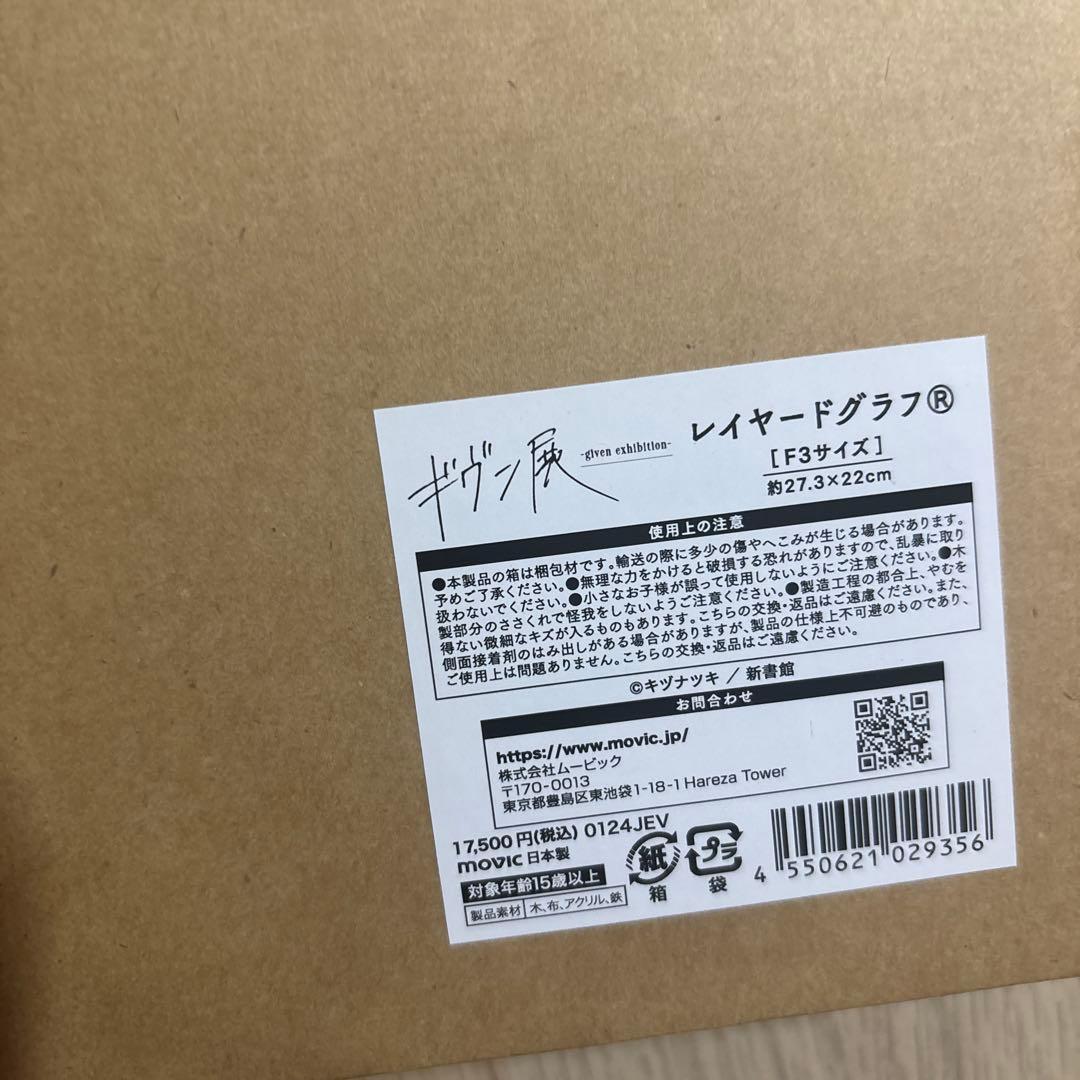 ギヴン展 -given exhibition-
レイヤードグラフ®
[F3サイズ]
約27.3×22cm
使用上の注意
●本製品の箱は梱包材です。輸送の際に多少の傷やへこみが生じる場合があります。
予めご了承ください。●無理な力をかけると破損する恐れがありますので、乱暴に取り
扱わないでください。●小さなお子様が誤って使用しないようにご注意ください。●木
製部分のささくれで怪我をしないようご注意ください。●製造工程の都合上、やむを
得ない微細なキズが入るものもあります。こちらの交換・返品はご遠慮ください。また、
側面接着剤のはみ出しがある場合がありますが、製品の仕様上不可避のものであり、
ご使用上は問題ありません。こちらの交換・返品はご遠慮ください。
©キヅナツキ / 新書館
お問合わせ
https://www.movic.jp/
株式会社ムービック
〒170-0013
東京都豊島区東池袋1-18-1 Hareza Tower
17,500円(税込) 0124JEV
movic 日本製
対象年齢15歳以上
製品素材 木、布、アクリル、鉄
紙
箱
プラ
袋
4 550621 029356